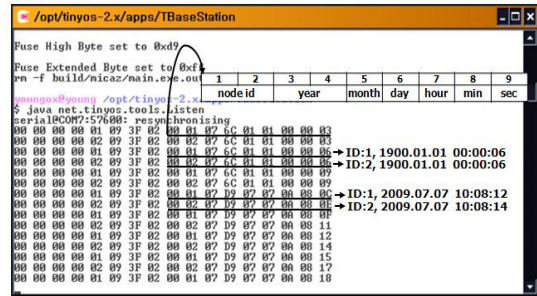 /opt/tinyos-2.x/apps/TBaseStation
Fuse High Byte set to 0xd9
Fuse Extended Byte set to 0xff
rm -f build/micaz/main.exe.out
1 2 3 4 5 6 7 8 9
node id year month day hour min sec
youngox@young /opt/tinyos-2.x
$ java net.tinyos.tools.Listen
serial@COM7:57600: resynchronising
00 00 00 00 01 09 3F 02 00 01 07 6C 01 01 00 00 03
00 00 00 00 02 09 3F 02 00 02 07 6C 01 01 00 00 03
00 00 00 00 01 09 3F 02 00 01 07 6C 01 01 00 00 06 ID:1, 1900.01.01 00:00:06
00 00 00 00 02 09 3F 02 00 02 07 6C 01 01 00 00 06 ID:2, 1900.01.01 00:00:06
00 00 00 00 01 09 3F 02 00 01 07 6C 01 01 00 00 09
00 00 00 00 02 09 3F 02 00 02 07 6C 01 01 00 00 09
00 00 00 00 01 09 3F 02 00 01 07 D9 07 07 0A 08 0C ID:1, 2009.07.07 10:08:12
00 00 00 00 02 09 3F 02 00 02 07 D9 07 07 0A 08 0E ID:2, 2009.07.07 10:08:14
00 00 00 00 01 09 3F 02 00 01 07 D9 07 07 0A 08 0F
00 00 00 00 02 09 3F 02 00 02 07 D9 07 07 0A 08 11
00 00 00 00 01 09 3F 02 00 01 07 D9 07 07 0A 08 12
00 00 00 00 02 09 3F 02 00 02 07 D9 07 07 0A 08 14
00 00 00 00 01 09 3F 02 00 01 07 D9 07 07 0A 08 15
00 00 00 00 02 09 3F 02 00 02 07 D9 07 07 0A 08 17
00 00 00 00 01 09 3F 02 00 01 07 D9 07 07 0A 08 18